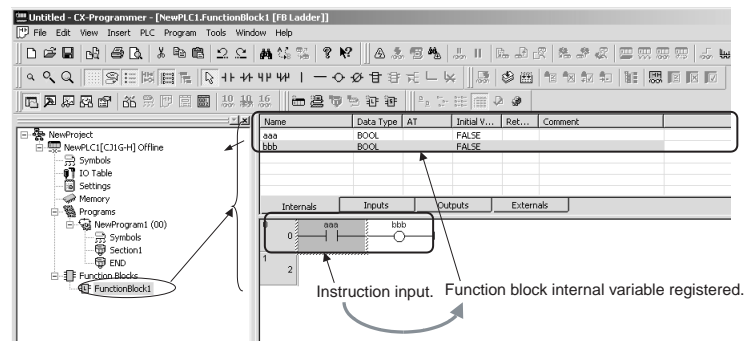 Untitled - CX-Programmer - [NewPLC1.FunctionBlock1 [FB Ladder]]
File Edit View Insert PLC Program Tools Window Help
10 10 16
Name Data Type AT Initial V... Ret... Comment
aaa BOOL FALSE
bbb BOOL FALSE
Internals Inputs Outputs Externals
NewProject
NewPLC1[CJ1G-H] Offline
Symbols
IO Table
Settings
Memory
Programs
NewProgram1 (00)
Symbols
Section1
END
Function Blocks
FunctionBlock1
0
0 aaa bbb
1
2
Instruction input. Function block internal variable registered.